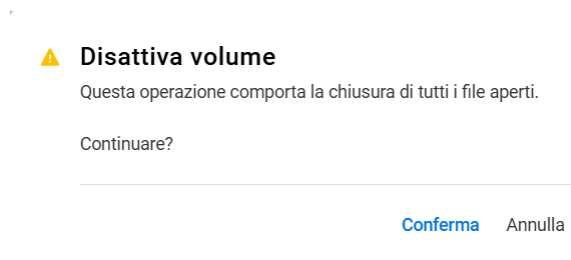 Disattiva volume
Questa operazione comporta la chiusura di tutti i file aperti.
Continuare?
Conferma Annulla